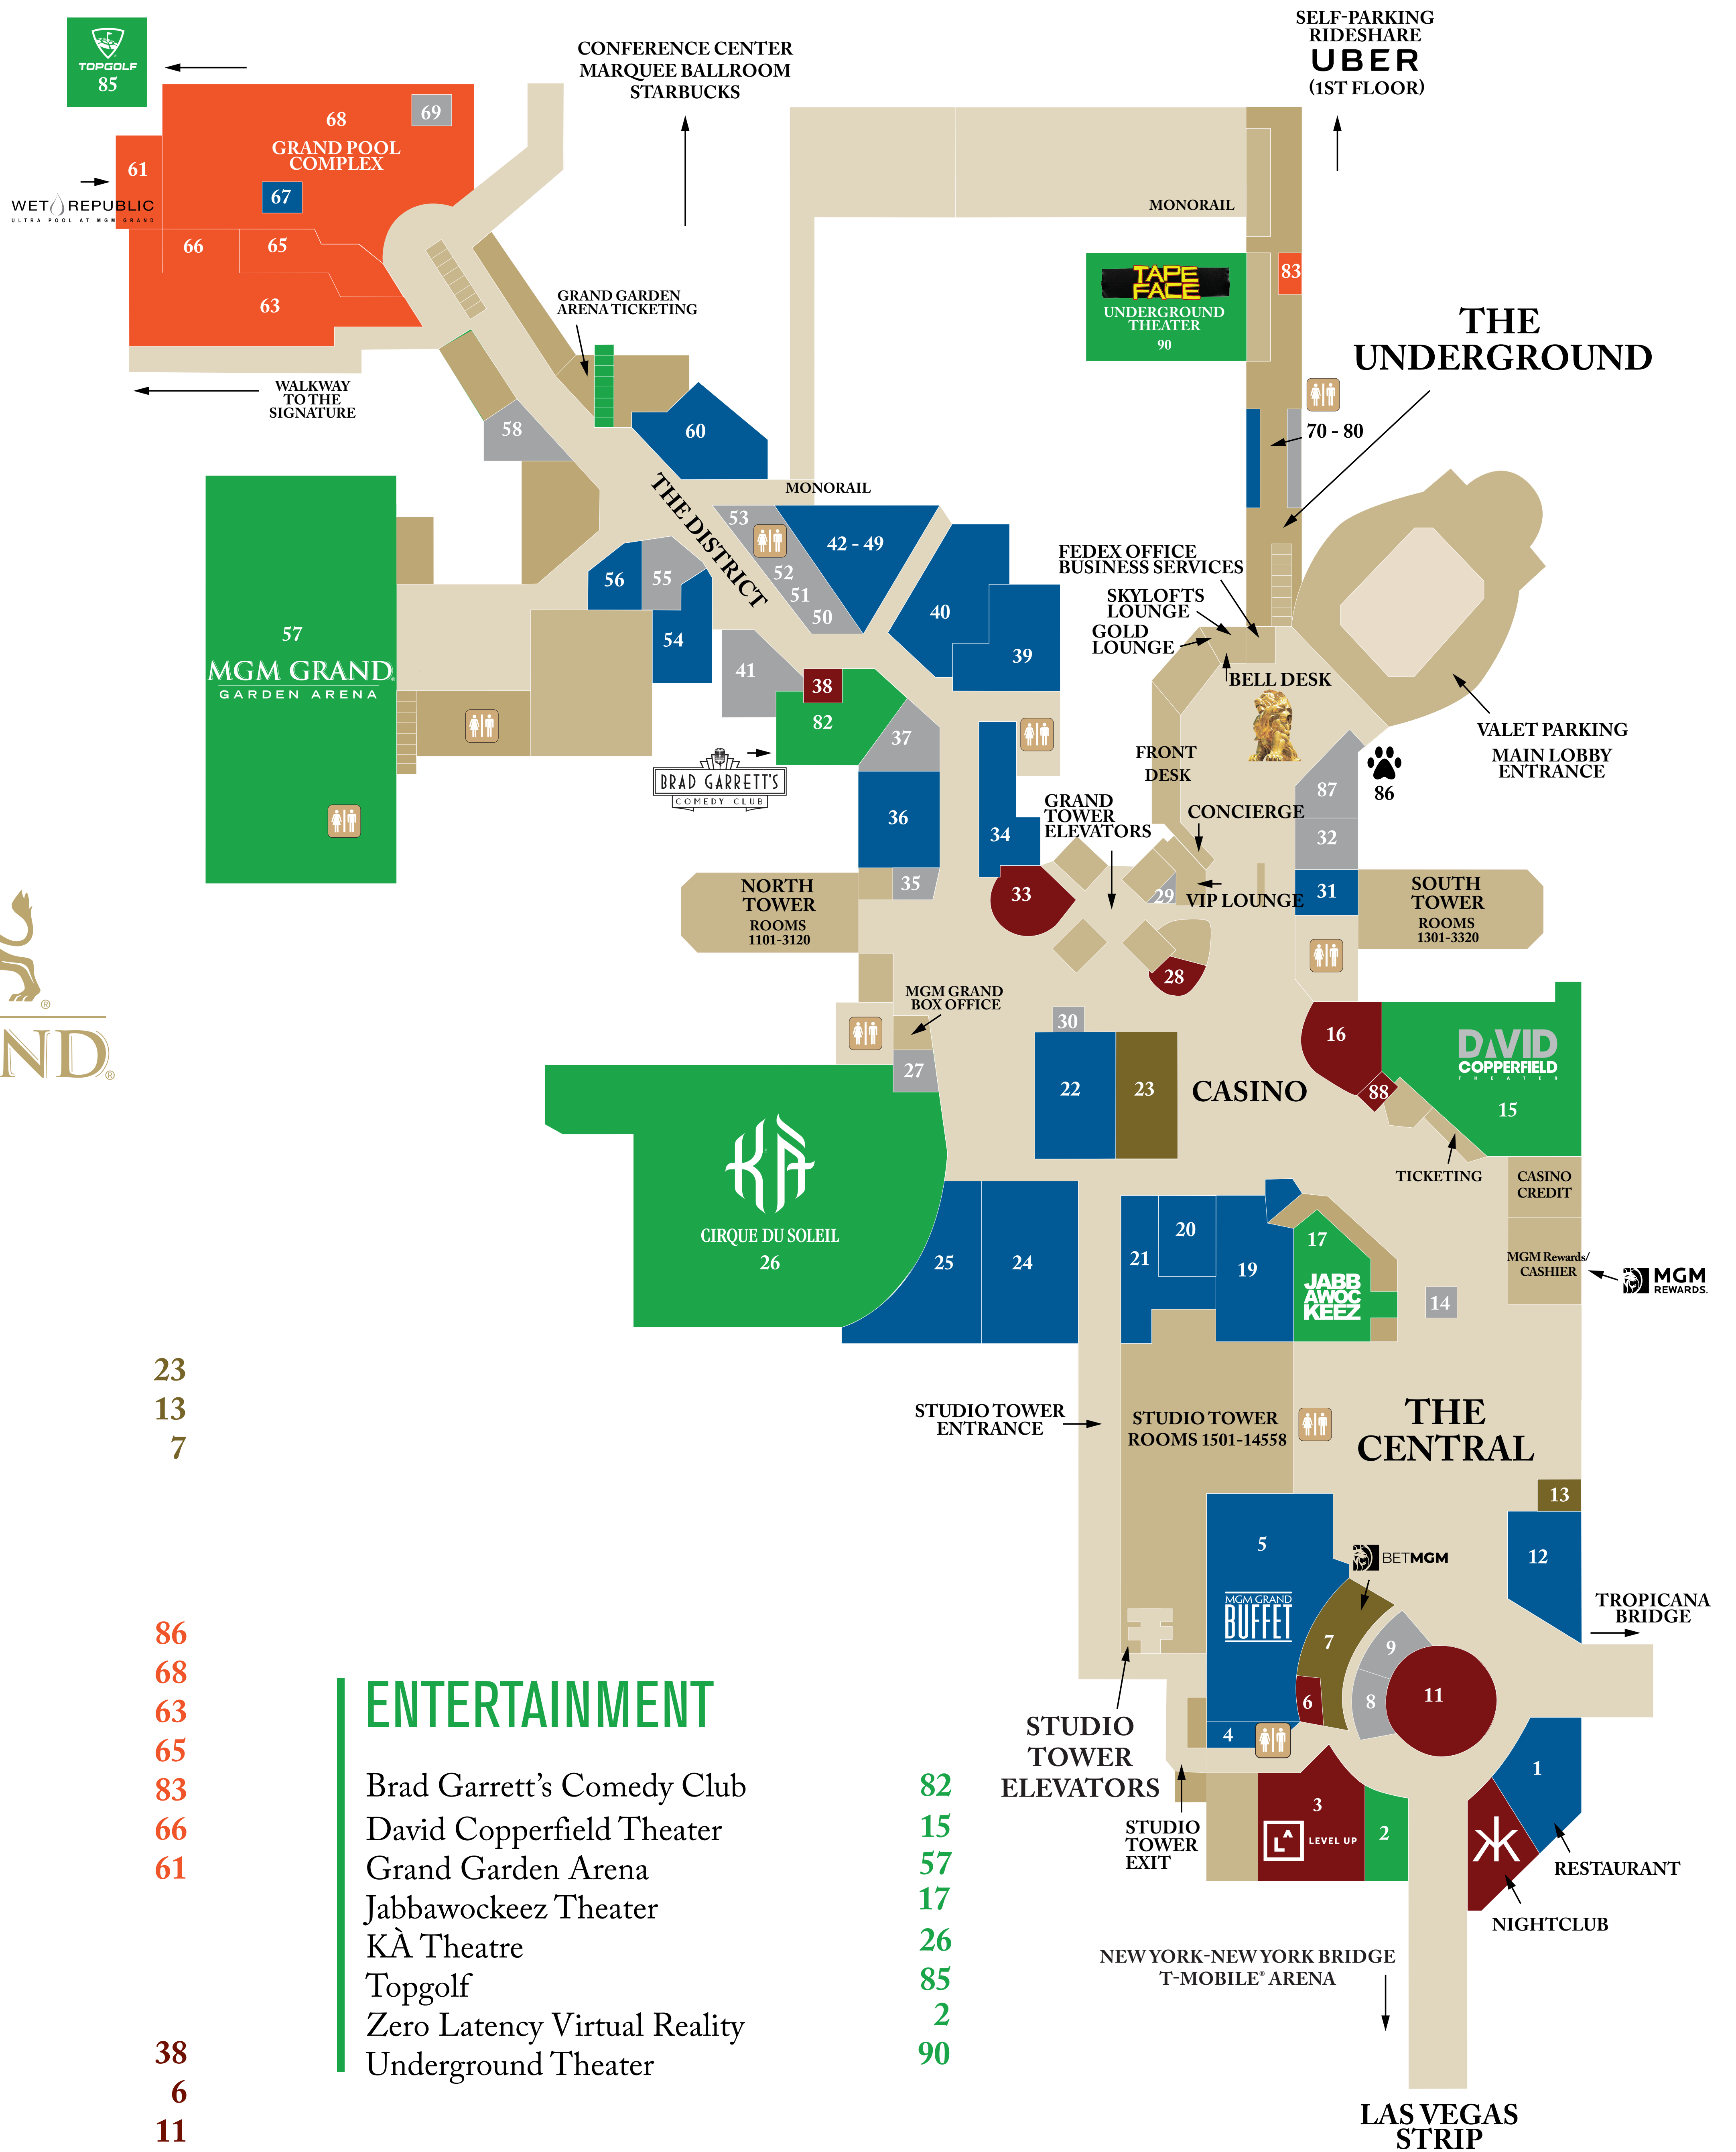 TOPGOLF
85
CONFERENCE CENTER
MARQUEE BALLROOM
STARBUCKS
SELF-PARKING
RIDESHARE
UBER
(1ST FLOOR)
68
69
GRAND POOL
COMPLEX
61
67
WET REPUBLIC
ULTRA POOL AT MGM GRAND
66
65
63
MONORAIL
TAPE
FACE
UNDERGROUND
THEATER
90
83
THE
UNDERGROUND
GRAND GARDEN
ARENA TICKETING
WALKWAY
TO THE
SIGNATURE
58
60
70 - 80
THE DISTRICT
MONORAIL
53
42 - 49
52
51
50
56
55
54
40
39
41
38
82
37
57
MGM GRAND®
GARDEN ARENA
FEDEX OFFICE
BUSINESS SERVICES
SKYLOFTS
LOUNGE
GOLD
LOUNGE
BELL DESK
VALET PARKING
MAIN LOBBY
ENTRANCE
FRONT
DESK
86
87
BRAD GARRETT'S
COMEDY CLUB
36
34
GRAND
TOWER
ELEVATORS
CONCIERGE
32
35
33
29
VIP LOUNGE
31
NORTH
TOWER
ROOMS
1101-3120
SOUTH
TOWER
ROOMS
1301-3320
28
MGM GRAND
BOX OFFICE
30
27
22
23
CASINO
16
88
DAVID
COPPERFIELD
THEATER
15
®
ND®
KÀ
CIRQUE DU SOLEIL
26
TICKETING
CASINO
CREDIT
MGM Rewards/
CASHIER
MGM
REWARDS
25
24
21
20
19
17
JABB
AWOC
KEEZ
14
STUDIO TOWER
ENTRANCE
STUDIO TOWER
ROOMS 1501-14558
THE
CENTRAL
23
13
7
13
12
5
MGM GRAND
BUFFET
BETMGM
TROPICANA
BRIDGE
7
9
8
11
6
4
STUDIO
TOWER
ELEVATORS
1
3
LA
LEVEL UP
2
STUDIO
TOWER
EXIT
RESTAURANT
NIGHTCLUB
NEW YORK-NEW YORK BRIDGE
T-MOBILE® ARENA
LAS VEGAS
STRIP
86
68
63
65
83
66
61
38
6
11
ENTERTAINMENT
Brad Garrett’s Comedy Club 82
David Copperfield Theater 15
Grand Garden Arena 57
Jabbawockeez Theater 17
KÀ Theatre 26
Topgolf 85
Zero Latency Virtual Reality 2
Underground Theater 90